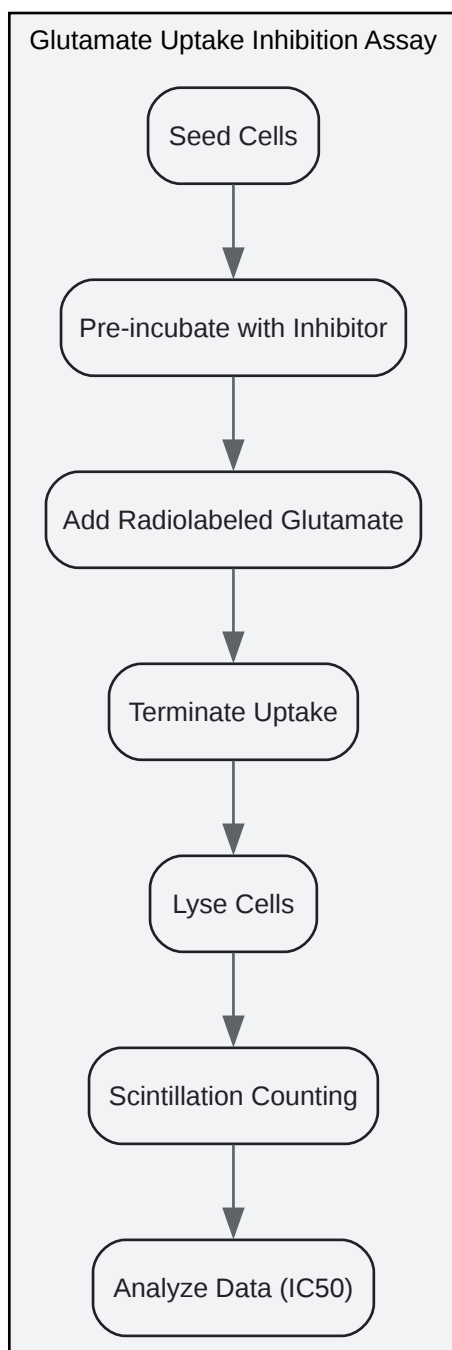 Glutamate Uptake Inhibition Assay
Seed Cells
Pre-incubate with Inhibitor
Add Radiolabeled Glutamate
Terminate Uptake
Lyse Cells
Scintillation Counting
Analyze Data (IC50)